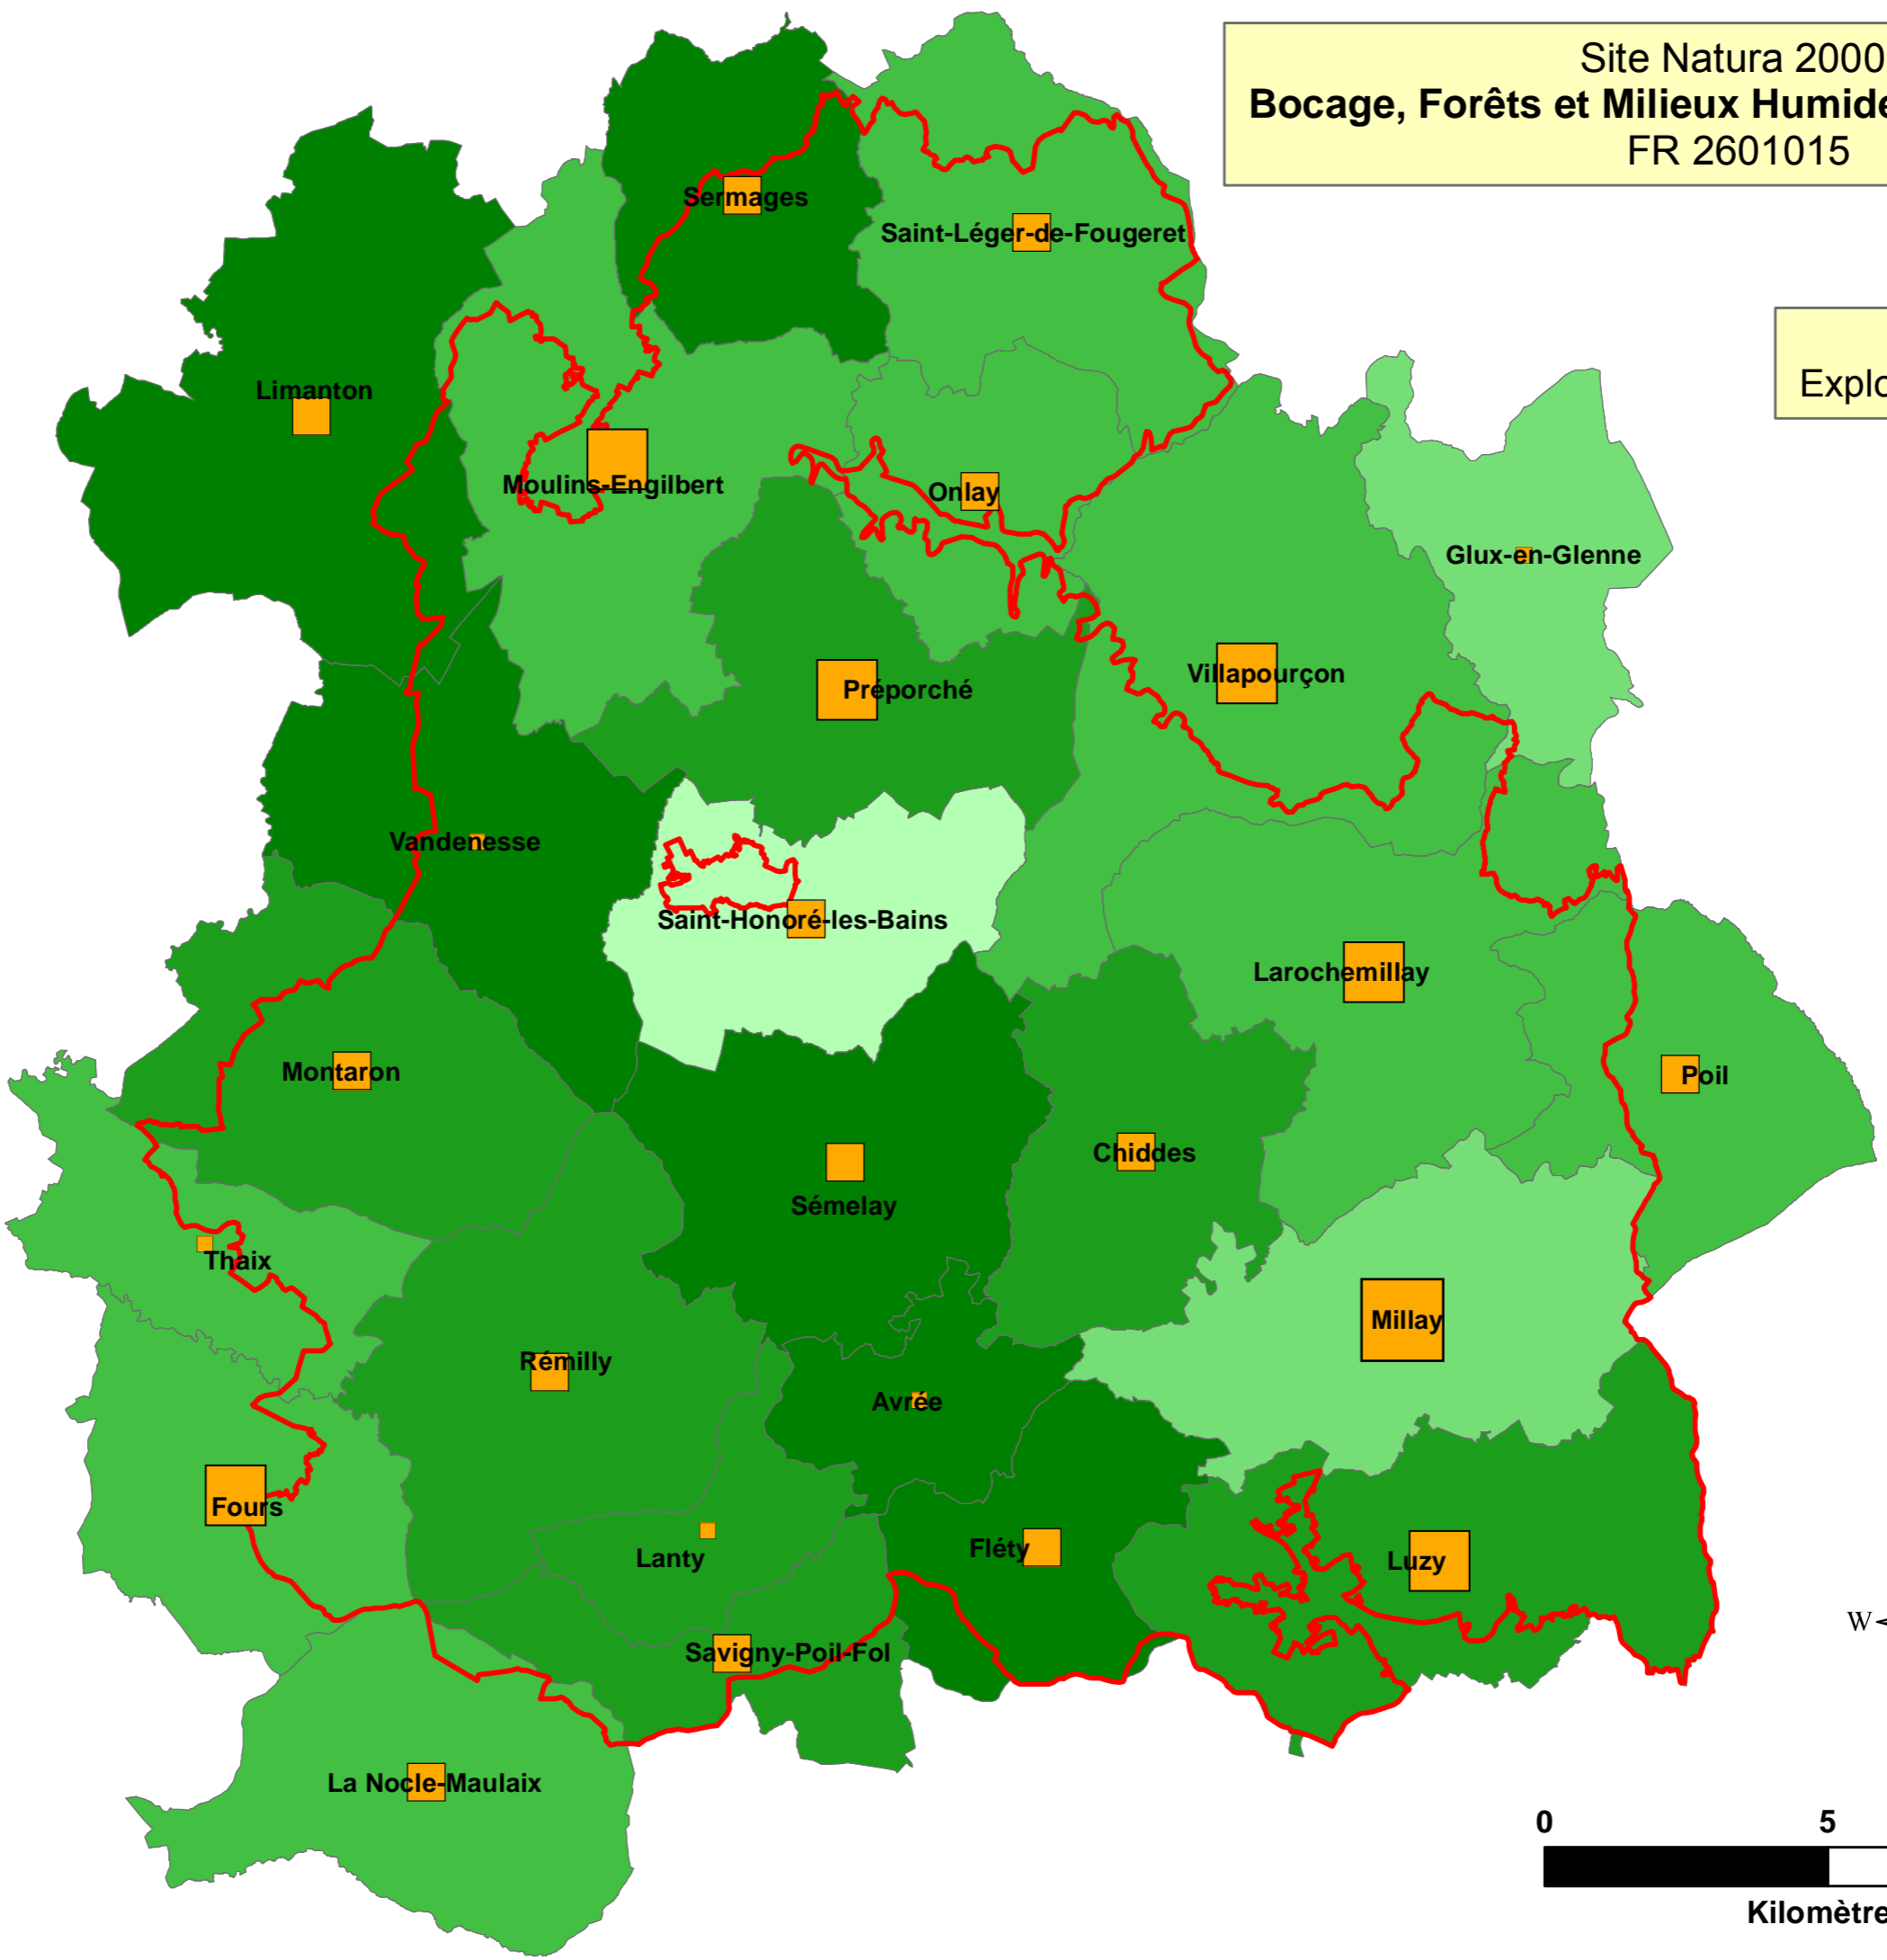 Site Natura 2000
Bocage, Forêts et Milieux Humide
FR 2601015
Explo
Sermages
Saint-Léger-de-Fougeret
Limanton
Moulins-Engilbert
Onlay
Glux-en-Glenne
Villapourçon
Préporché
Vandenesse
Saint-Honoré-les-Bains
Larochemillay
Montaron
Poil
Chiddes
Sémelay
Thaix
Millay
Rémilly
Avrée
Fours
Fléty
Lanty
Luzy
W
Savigny-Poil-Fol
La Nocle-Maulaix
0 5
Kilomètre